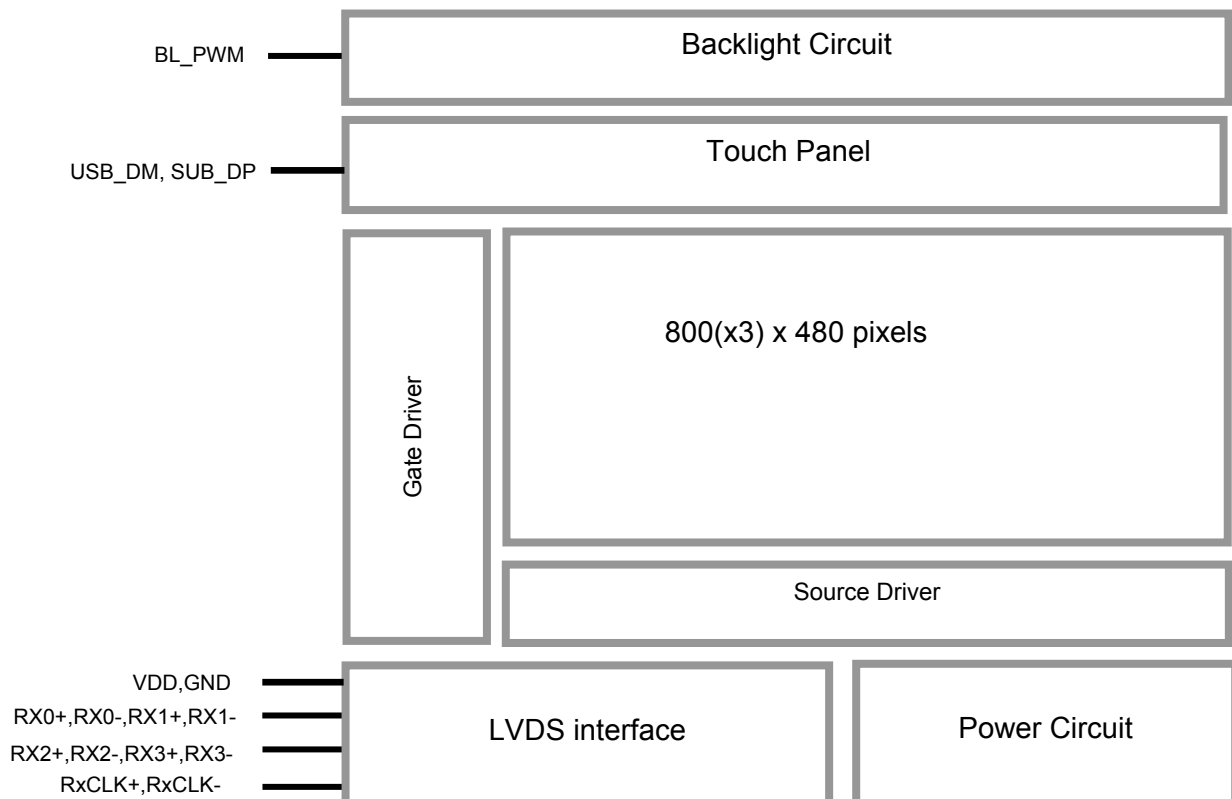 BL_PWM
Backlight Circuit
USB_DM, SUB_DP
Touch Panel
800(x3) x 480 pixels
Gate Driver
Source Driver
VDD,GND
RX0+,RX0-,RX1+,RX1-
RX2+,RX2-,RX3+,RX3-
RxCLK+,RxCLK-
LVDS interface
Power Circuit